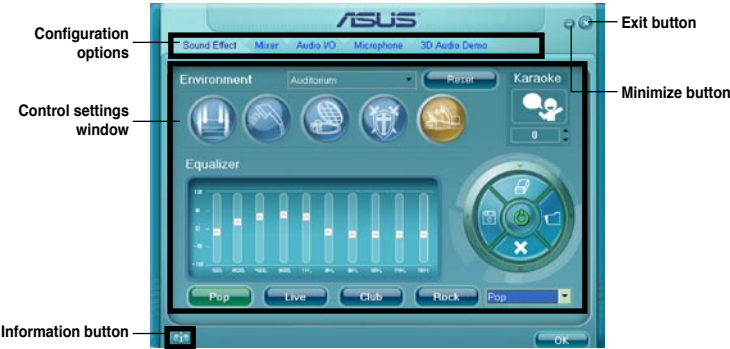 ASUS
Configuration options
Exit button
Sound Effect Mixer Audio I/O Microphone 3D Audio Demo
Minimize button
Environment Auditorium Reset Karaoke
Control settings window
0
Equalizer
Pop Live Club Rock Pop
Information button
OK